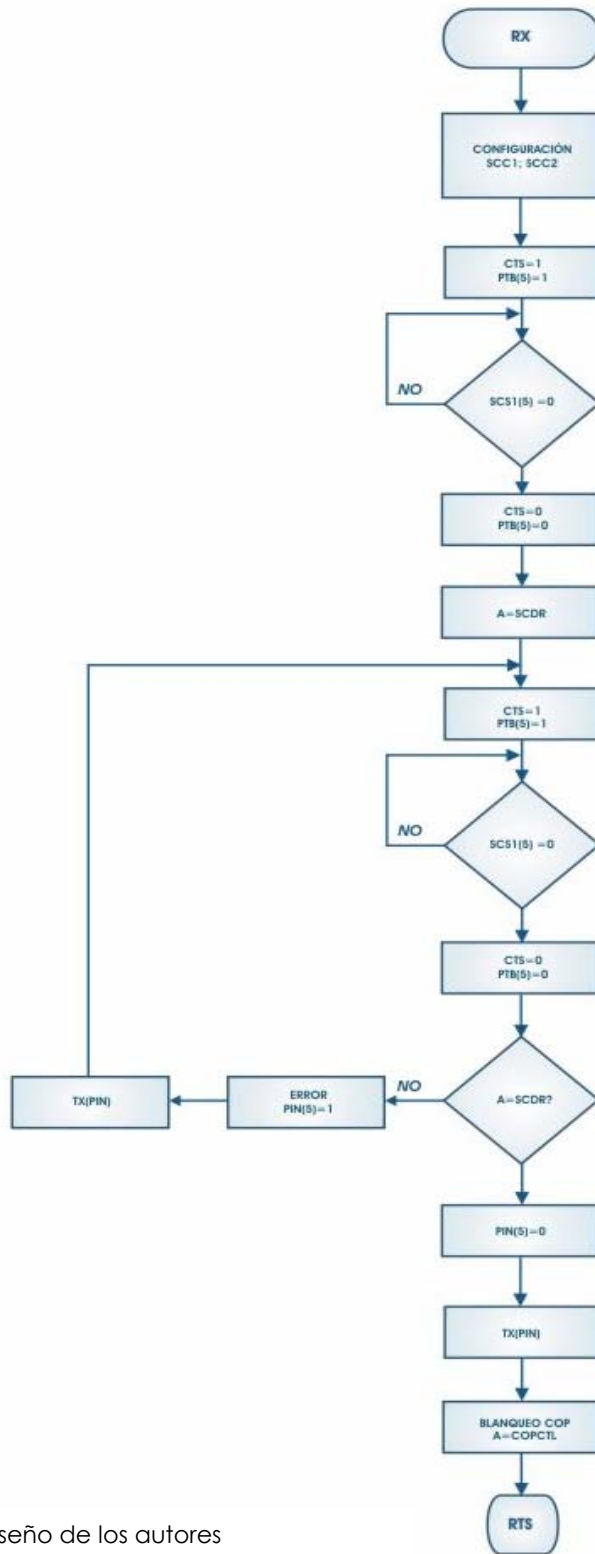 RX
CONFIGURACIÓN
SCC1; SCC2
CTS=1
PTB(5)=1
NO
SCS1(5) =0
CTS=0
PTB(5)=0
A=SCDR
CTS=1
PTB(5)=1
NO
SCS1(5) =0
CTS=0
PTB(5)=0
TX(PIN)
ERROR
PIN(5)=1
NO
A=SCDR?
PIN(5)=0
TX(PIN)
BLANQUEO COP
A=COPCTL
RTS
seño de los autores